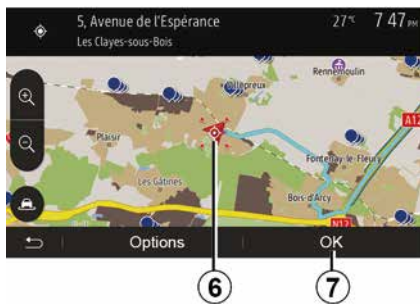 5, Avenue de l'Espérance
27°C 7 47 PM
Les Clayes-sous-Bois
Rennemoulin
Villepreux
A12
Plaisir
Fontenay-le-Fleury
Les Gâtines
Bois-d'Arcy
N12
Options
OK
6
7